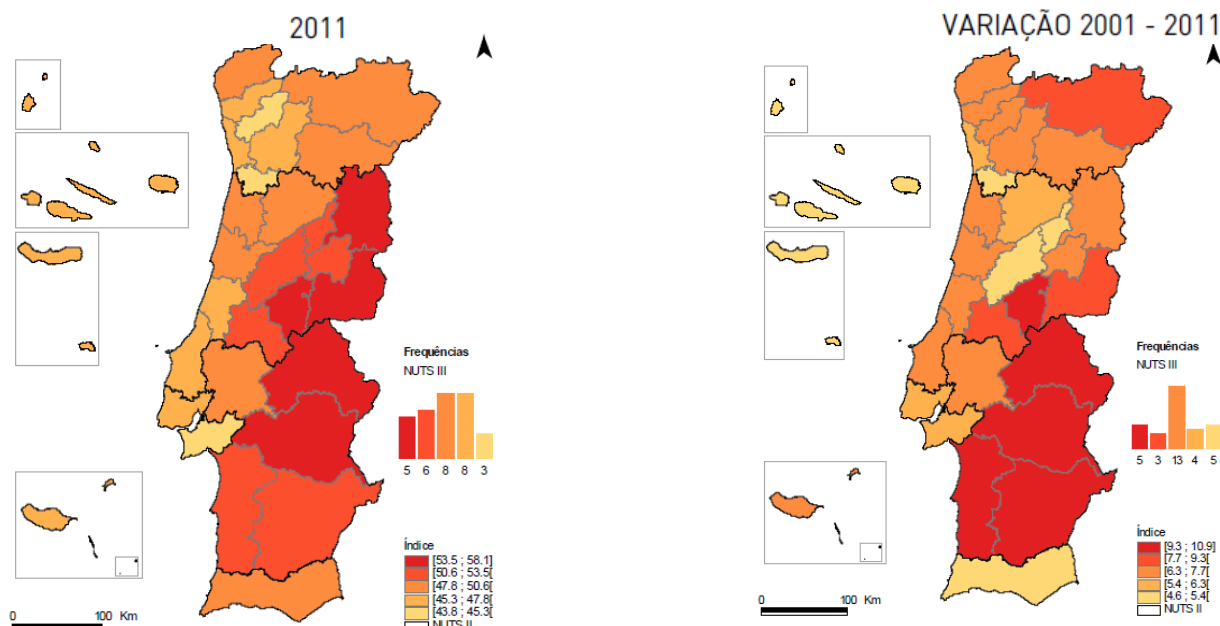 2011
Frequências
NUTS III
5 6 8 8 3
Índice
[53.5 ; 58.1]
[50.6 ; 53.5[
[47.8 ; 50.6[
[45.3 ; 47.8[
[43.8 ; 45.3[
NUTS II
0 100 Km
VARIAÇÃO 2001 - 2011
Frequências
NUTS III
5 3 13 4 5
Índice
[9.3 ; 10.9]
[7.7 ; 9.3[
[6.3 ; 7.7[
[5.4 ; 6.3[
[4.6 ; 5.4[
NUTS II
0 100 Km